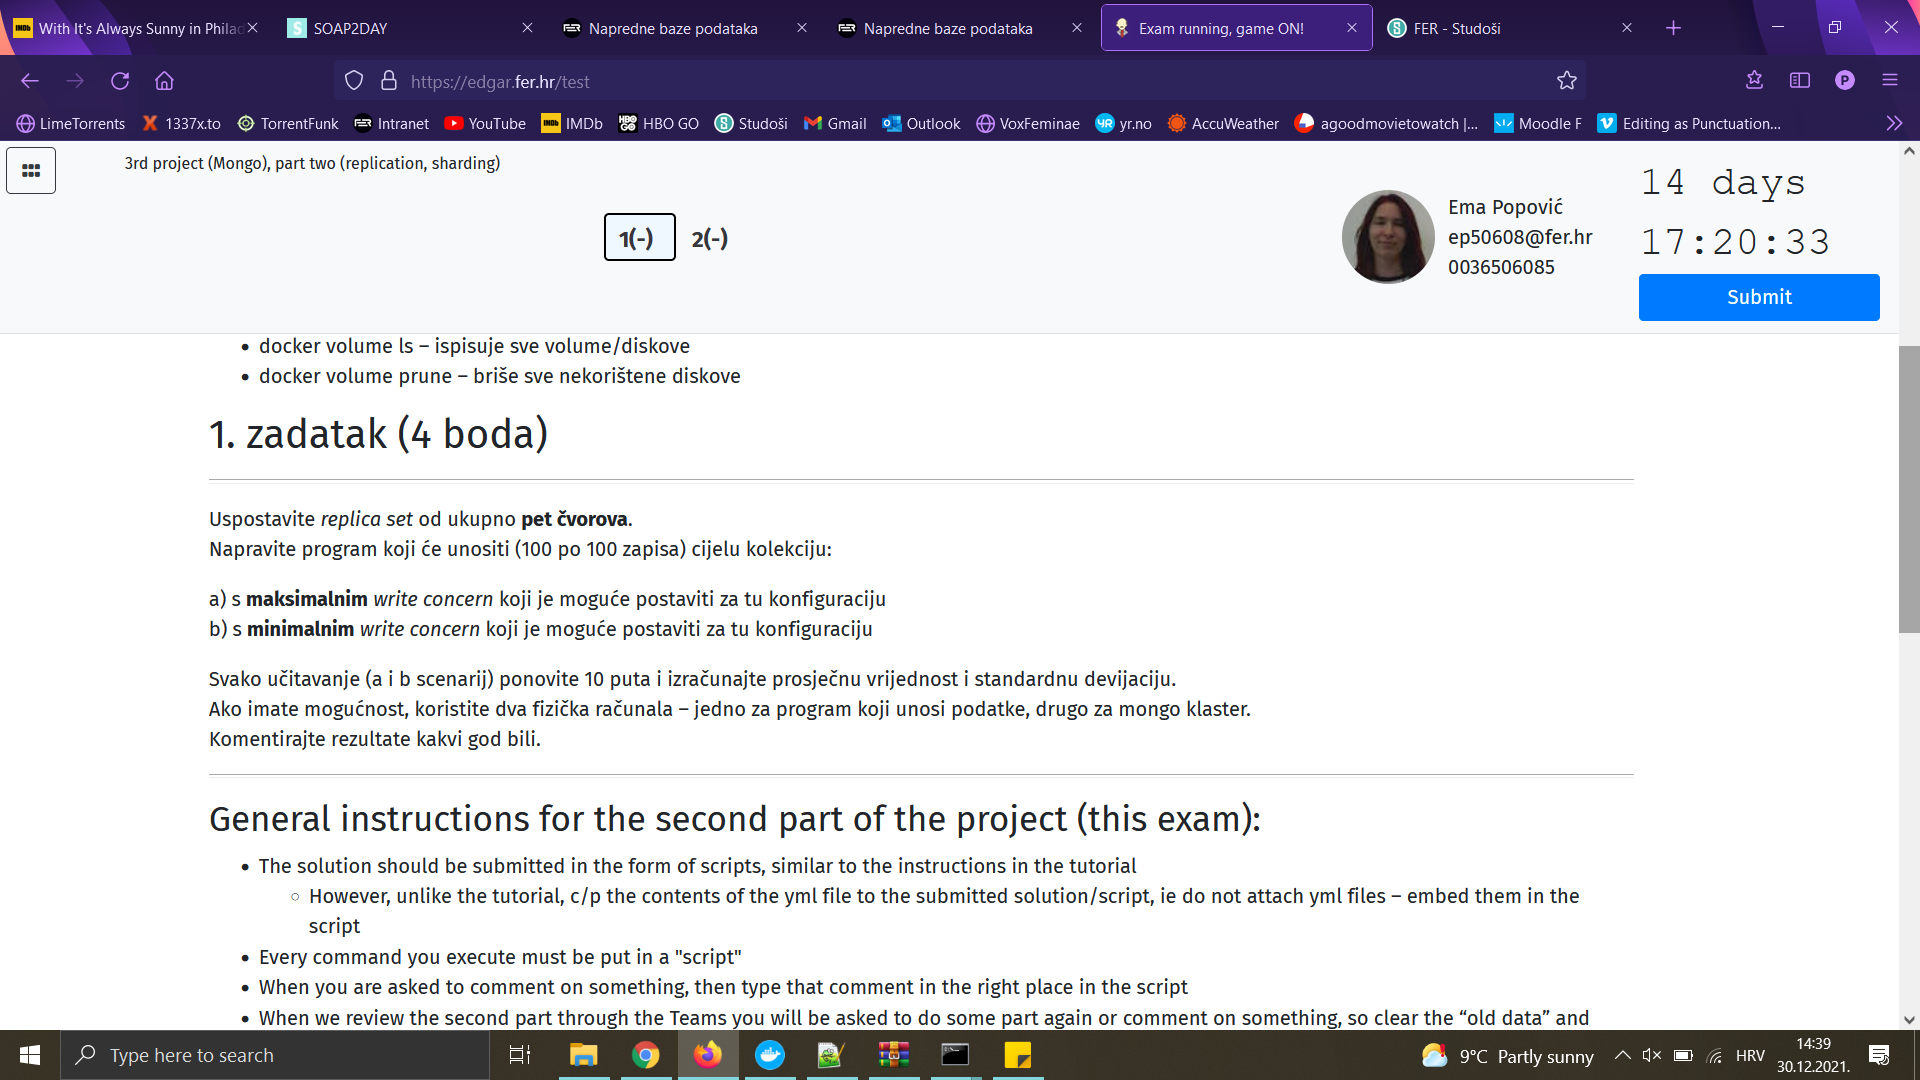 With It's Always Sunny in Philad
SOAP2DAY
Napredne baze podataka
Napredne baze podataka
Exam running, game ON!
FER - Studoši
https://edgar.fer.hr/test
LimeTorrents
1337x.to
TorrentFunk
Intranet
YouTube
IMDb
HBO GO
Studoši
Gmail
Outlook
VoxFeminae
yr.no
AccuWeather
agoodmovietowatch |...
Moodle F
Editing as Punctuation...
3rd project (Mongo), part two (replication, sharding)
1(-)
2(-)
Ema Popović
ep50608@fer.hr
0036506085
14 days
17:20:33
Submit
• docker volume ls – ispisuje sve volume/diskove
• docker volume prune – briše sve nekorištene diskove
1. zadatak (4 boda)
Uspostavite replica set od ukupno pet čvorova.
Napravite program koji će unositi (100 po 100 zapisa) cijelu kolekciju:
a) s maksimalnim write concern koji je moguće postaviti za tu konfiguraciju
b) s minimalnim write concern koji je moguće postaviti za tu konfiguraciju
Svako učitavanje (a i b scenarij) ponovite 10 puta i izračunajte prosječnu vrijednost i standardnu devijaciju.
Ako imate mogućnost, koristite dva fizička računala – jedno za program koji unosi podatke, drugo za mongo klaster.
Komentirajte rezultate kakvi god bili.
General instructions for the second part of the project (this exam):
• The solution should be submitted in the form of scripts, similar to the instructions in the tutorial
◦ However, unlike the tutorial, c/p the contents of the yml file to the submitted solution/script, ie do not attach yml files – embed them in the
script
• Every command you execute must be put in a "script"
• When you are asked to comment on something, then type that comment in the right place in the script
• When we review the second part through the Teams you will be asked to do some part again or comment on something, so clear the “old data” and
Type here to search
9°C Partly sunny
HRV
14:39
30.12.2021.